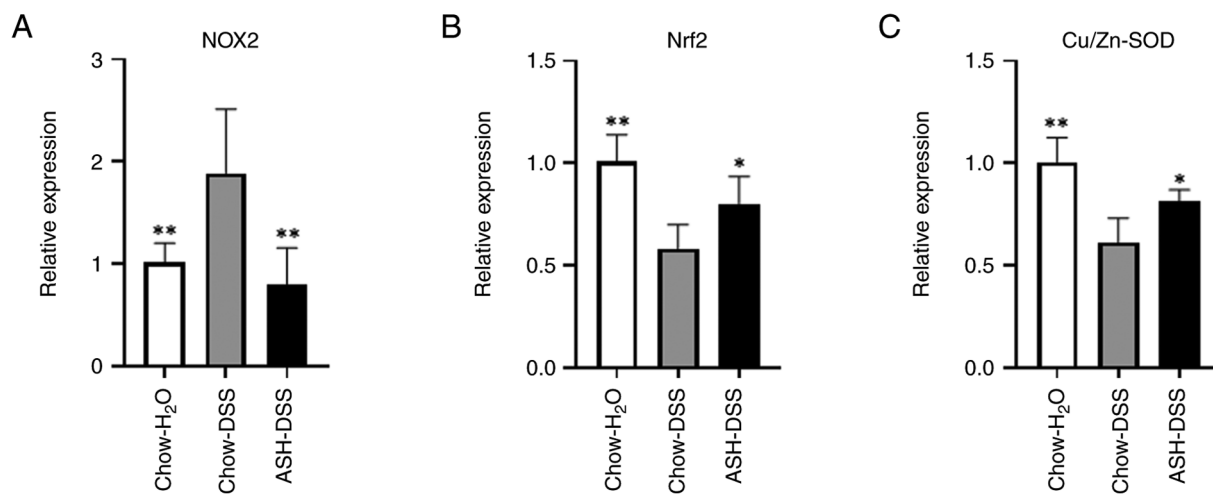 A
NOX2
Relative expression
3
2
1
0
**
**
Chow-H₂O
Chow-DSS
ASH-DSS
B
Nrf2
Relative expression
1.5
1.0
0.5
0.0
**
*
Chow-H₂O
Chow-DSS
ASH-DSS
C
Cu/Zn-SOD
Relative expression
1.5
1.0
0.5
0.0
**
*
Chow-H₂O
Chow-DSS
ASH-DSS